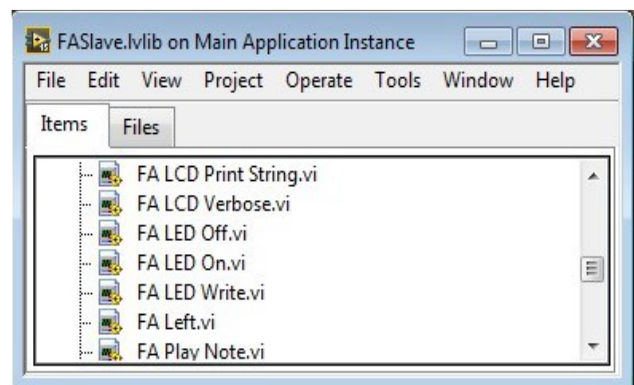 FASlave.lvlib on Main Application Instance
File Edit View Project Operate Tools Window Help
Items Files
FA LCD Print String.vi
FA LCD Verbose.vi
FA LED Off.vi
FA LED On.vi
FA LED Write.vi
FA Left.vi
FA Play Note.vi